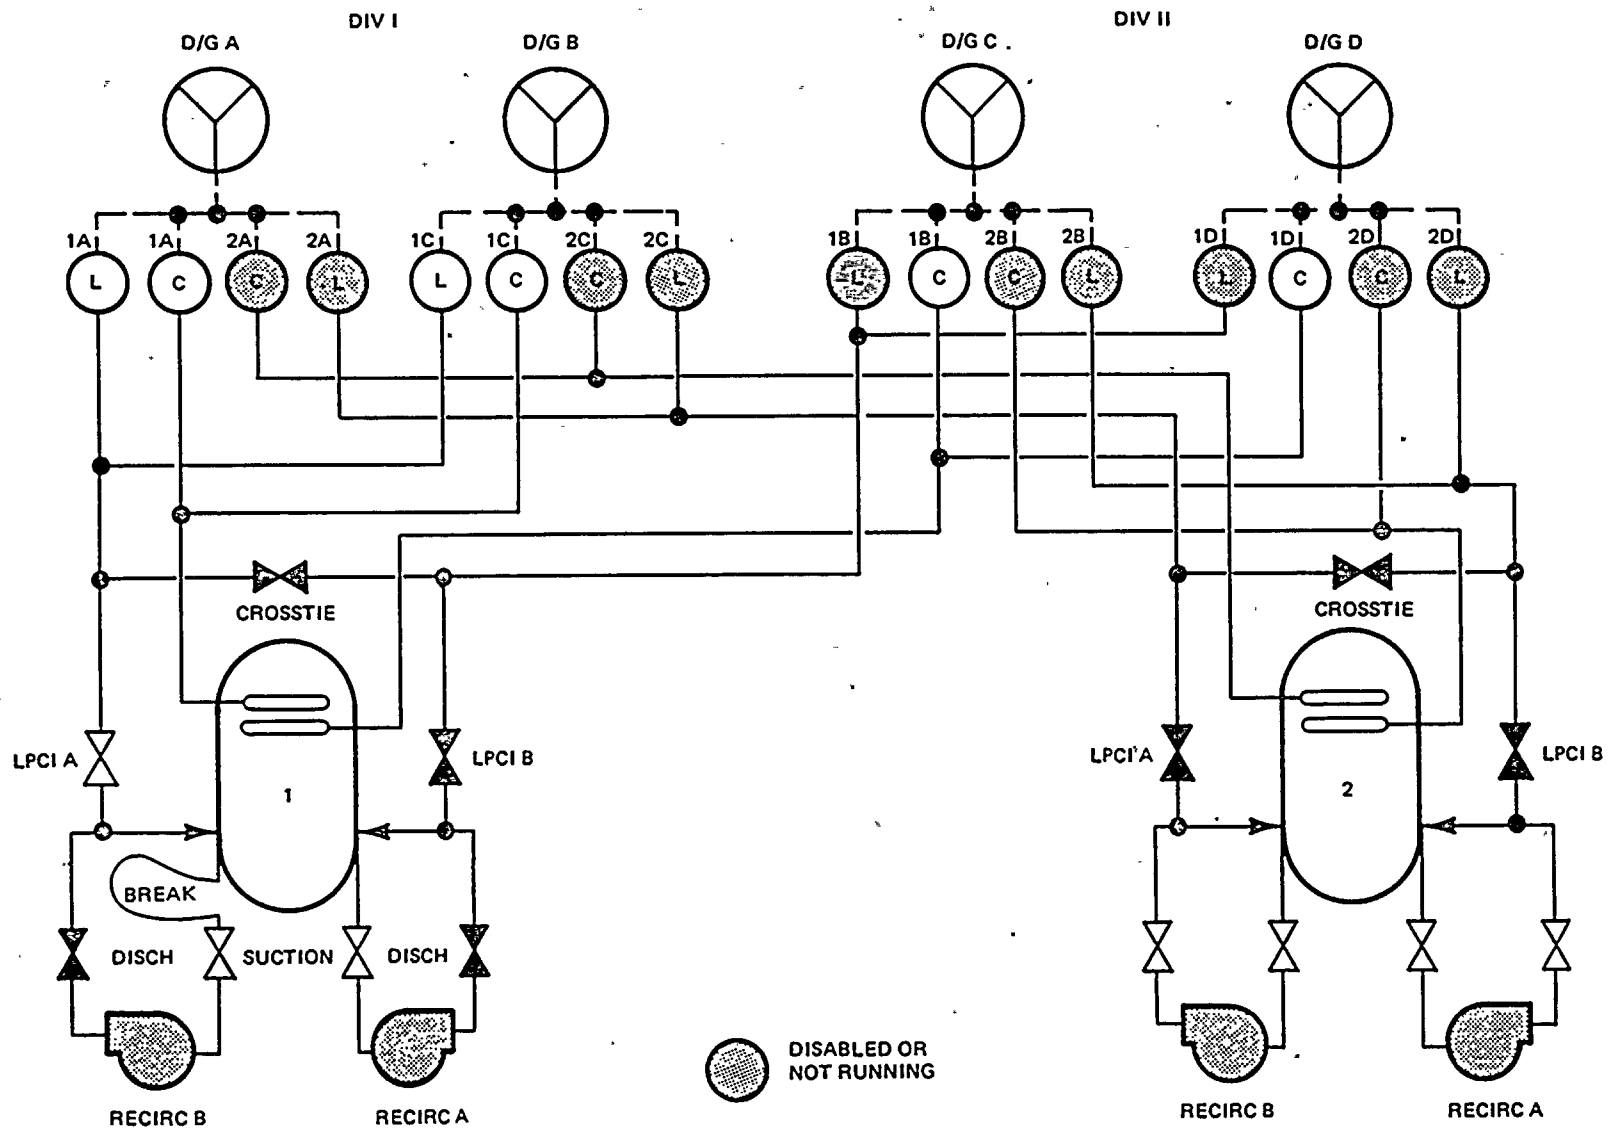 DIV I
DIV II
D/G A
D/G B
D/G C
D/G D
1A 1A 2A 2A 1C 1C 2C 2C 1B 1B 2B 2B 1D 1D 2D 2D
L C C L L C C L L C C L L C C L
CROSSTIE
CROSSTIE
LPCI A
LPCI B
LPCI A
LPCI B
1
2
BREAK
DISCH
SUCTION
DISCH
DISABLED OR
NOT RUNNING
RECIRC B
RECIRC A
RECIRC B
RECIRC A